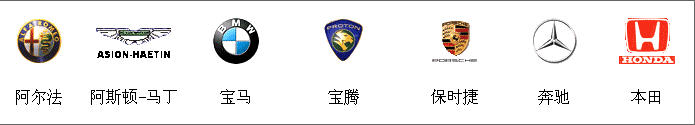 ALFA ROMEO
BMW
PROTON
ASION-HAETIN
PORSCHE
HONDA
阿尔法 阿斯顿-马丁 宝马 宝腾 保时捷 奔驰 本田